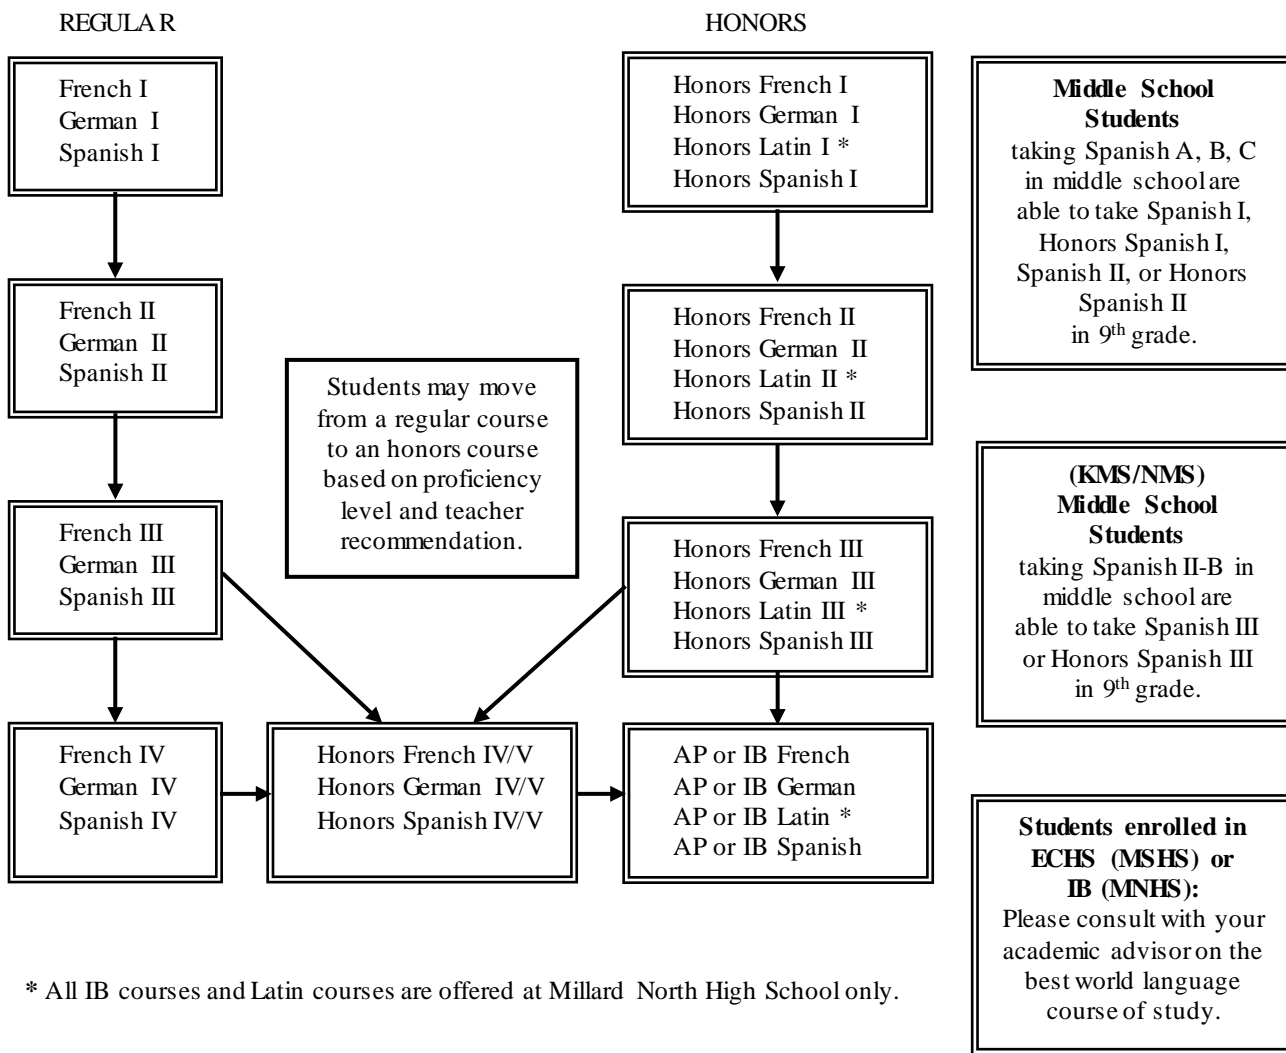 REGULAR
French I
German I
Spanish I
French II
German II
Spanish II
French III
German III
Spanish III
French IV
German IV
Spanish IV
Students may move
from a regular course
to an honors course
based on proficiency
level and teacher
recommendation.
Honors French IV/V
Honors German IV/V
Honors Spanish IV/V
HONORS
Honors French I
Honors German I
Honors Latin I *
Honors Spanish I
Honors French II
Honors German II
Honors Latin II *
Honors Spanish II
Honors French III
Honors German III
Honors Latin III *
Honors Spanish III
AP or IB French
AP or IB German
AP or IB Latin *
AP or IB Spanish
Middle School
Students
taking Spanish A, B, C
in middle school are
able to take Spanish I,
Honors Spanish I,
Spanish II, or Honors
Spanish II
in 9th grade.
(KMS/NMS)
Middle School
Students
taking Spanish II-B in
middle school are
able to take Spanish III
or Honors Spanish III
in 9th grade.
Students enrolled in
ECHS (MSHS) or
IB (MNHS):
Please consult with your
academic advisor on the
best world language
course of study.
* All IB courses and Latin courses are offered at Millard North High School only.